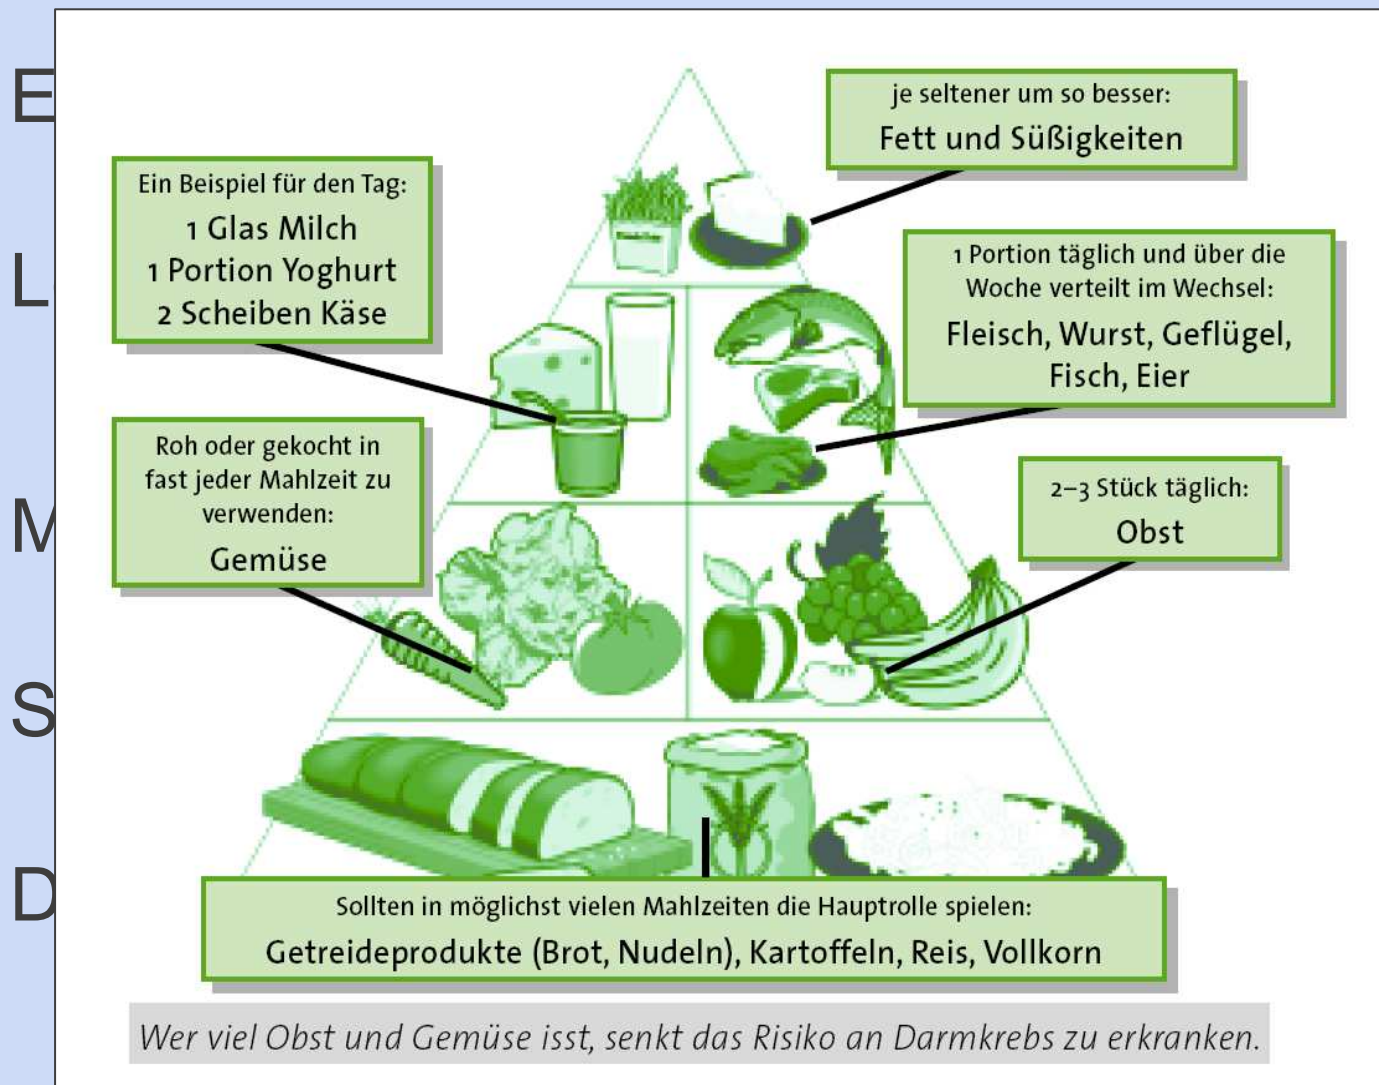 E
je seltener um so besser:
Fett und Süßigkeiten
Ein Beispiel für den Tag:
1 Glas Milch
1 Portion Yoghurt
2 Scheiben Käse
L
1 Portion täglich und über die
Woche verteilt im Wechsel:
Fleisch, Wurst, Geflügel,
Fisch, Eier
Roh oder gekocht in
fast jeder Mahlzeit zu
verwenden:
Gemüse
2–3 Stück täglich:
Obst
S
D
Sollten in möglichst vielen Mahlzeiten die Hauptrolle spielen:
Getreideprodukte (Brot, Nudeln), Kartoffeln, Reis, Vollkorn
Wer viel Obst und Gemüse isst, senkt das Risiko an Darmkrebs zu erkranken.